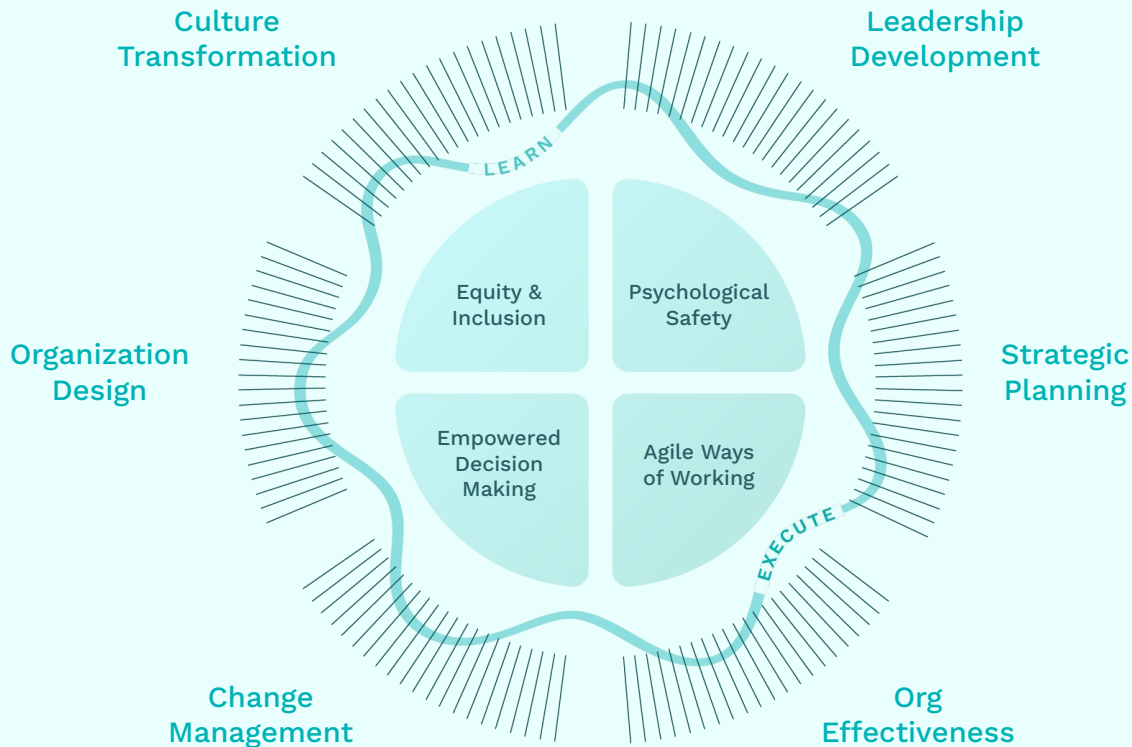 Culture
Transformation
Leadership
Development
LEARN
Equity &
Inclusion
Psychological
Safety
Organization
Design
Strategic
Planning
Empowered
Decision
Making
Agile Ways
of Working
EXECUTE
Change
Management
Org
Effectiveness